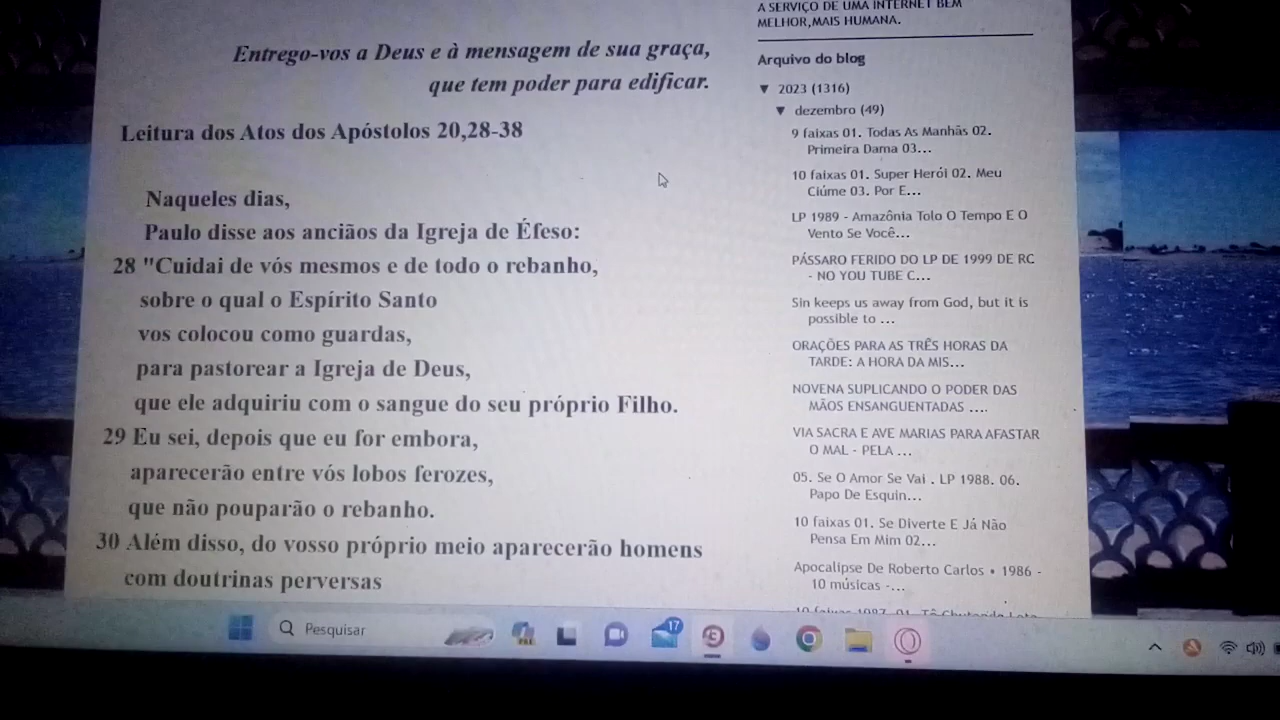 Entrego-vos a Deus e à mensagem de sua graça,
que tem poder para edificar.
Leitura dos Atos dos Apóstolos 20,28-38
Naqueles dias,
Paulo disse aos anciãos da Igreja de Éfeso:
28 "Cuidai de vós mesmos e de todo o rebanho,
sobre o qual o Espírito Santo
vos colocou como guardas,
para pastorear a Igreja de Deus,
que ele adquiriu com o sangue do seu próprio Filho.
29 Eu sei, depois que eu for embora,
aparecerão entre vós lobos ferozes,
que não pouparão o rebanho.
30 Além disso, do vosso próprio meio aparecerão homens
com doutrinas perversas
A SERVIÇO DE UMA INTERNET BEM
MELHOR,MAIS HUMANA.
Arquivo do blog
▼ 2023 (1316)
▼ dezembro (49)
9 faixas 01. Todas As Manhãs 02.
Primeira Dama 03...
10 faixas 01. Super Herói 02. Meu
Ciúme 03. Por E...
LP 1989 - Amazônia Tolo O Tempo E O
Vento Se Você...
PÁSSARO FERIDO DO LP DE 1999 DE RC
- NO YOU TUBE C...
Sin keeps us away from God, but it is
possible to ...
ORAÇÕES PARA AS TRÊS HORAS DA
TARDE: A HORA DA MIS...
NOVENA SUPLICANDO O PODER DAS
MÃOS ENSANGUENTADAS ....
VIA SACRA E AVE MARIAS PARA AFASTAR
O MAL - PELA ...
05. Se O Amor Se Vai . LP 1988. 06.
Papo De Esquin...
10 faixas 01. Se Diverte E Já Não
Pensa Em Mim 02...
Apocalipse De Roberto Carlos • 1986 -
10 músicas -...
10 faixas 1987 01. Tô Chutando Lata
Pesquisar
PRE
17